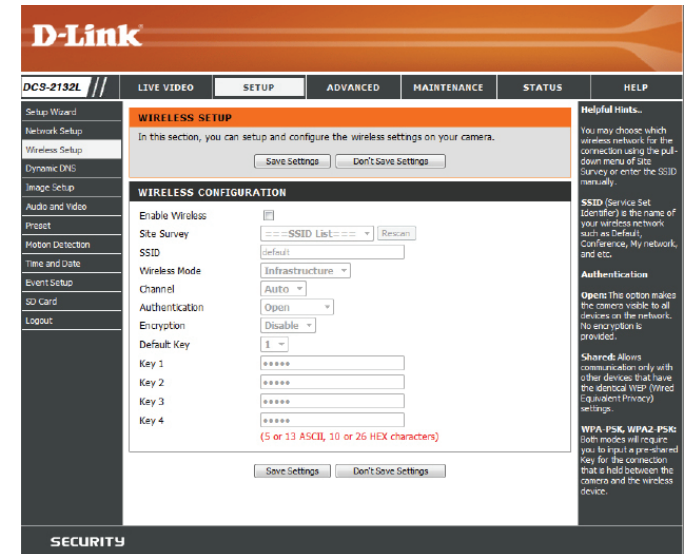 D-Link
DCS-2132L //
LIVE VIDEO
SETUP
ADVANCED
MAINTENANCE
STATUS
HELP
Setup Wizard
Network Setup
Wireless Setup
Dynamic DNS
Image Setup
Audio and Video
Preset
Motion Detection
Time and Date
Event Setup
SD Card
Logout
WIRELESS SETUP
In this section, you can setup and configure the wireless settings on your camera.
Save Settings Don't Save Settings
WIRELESS CONFIGURATION
Enable Wireless
Site Survey ===SSID List=== Rescan
SSID default
Wireless Mode Infrastructure
Channel Auto
Authentication Open
Encryption Disable
Default Key 1
Key 1 •••••
Key 2 •••••
Key 3 •••••
Key 4 •••••
(5 or 13 ASCII, 10 or 26 HEX characters)
Save Settings Don't Save Settings
Helpful Hints..
You may choose which
wireless network for the
connection using the pull-
down menu of Site
Survey or enter the SSID
manually.
SSID (Service Set
Identifier) is the name of
your wireless network
such as Default,
Conference, My network,
and etc.
Authentication
Open: This option makes
the camera visible to all
devices on the network.
No encryption is
provided.
Shared: Allows
communication only with
other devices that have
the identical WEP (Wired
Equivalent Privacy)
settings.
WPA-PSK, WPA2-PSK:
Both modes will require
you to input a pre-shared
Key for the connection
that is held between the
camera and the wireless
device.
SECURITY